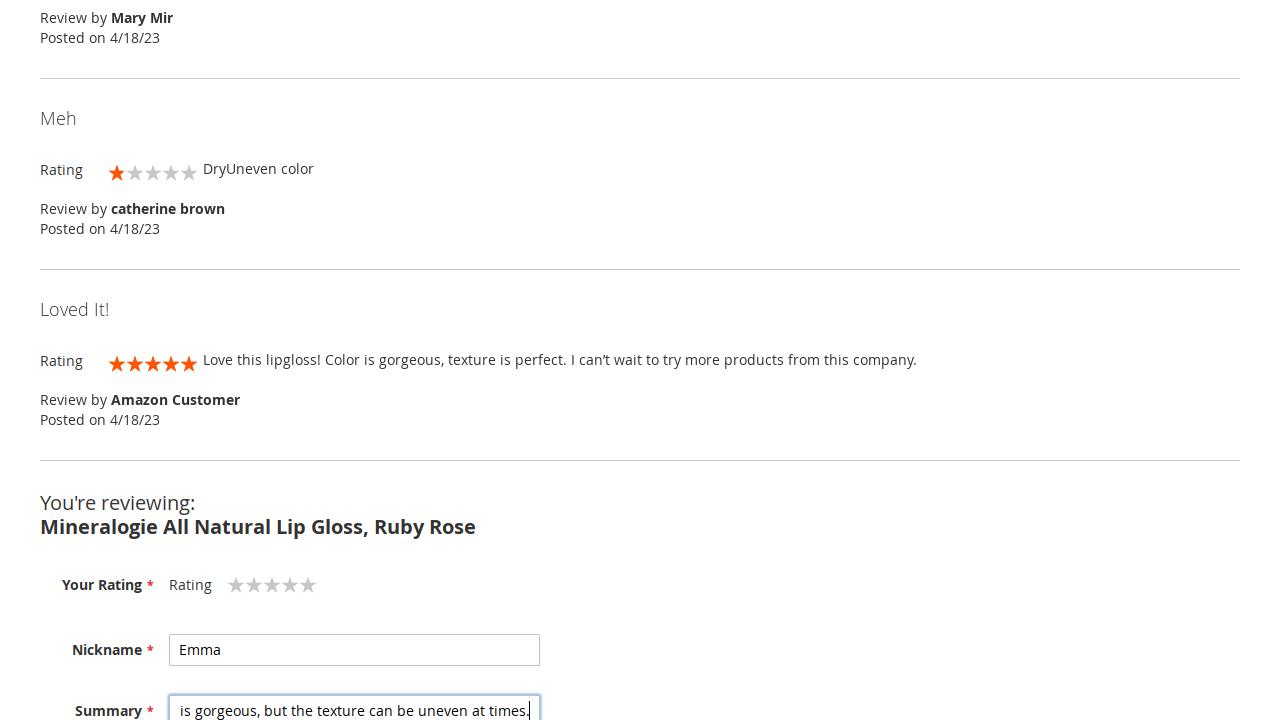 Review by Mary Mir
Posted on 4/18/23
Meh
Rating DryUneven color
Review by catherine brown
Posted on 4/18/23
Loved It!
Rating Love this lipgloss! Color is gorgeous, texture is perfect. I can’t wait to try more products from this company.
Review by Amazon Customer
Posted on 4/18/23
You're reviewing:
Mineralogie All Natural Lip Gloss, Ruby Rose
Your Rating * Rating
Nickname * Emma
Summary * is gorgeous, but the texture can be uneven at times.